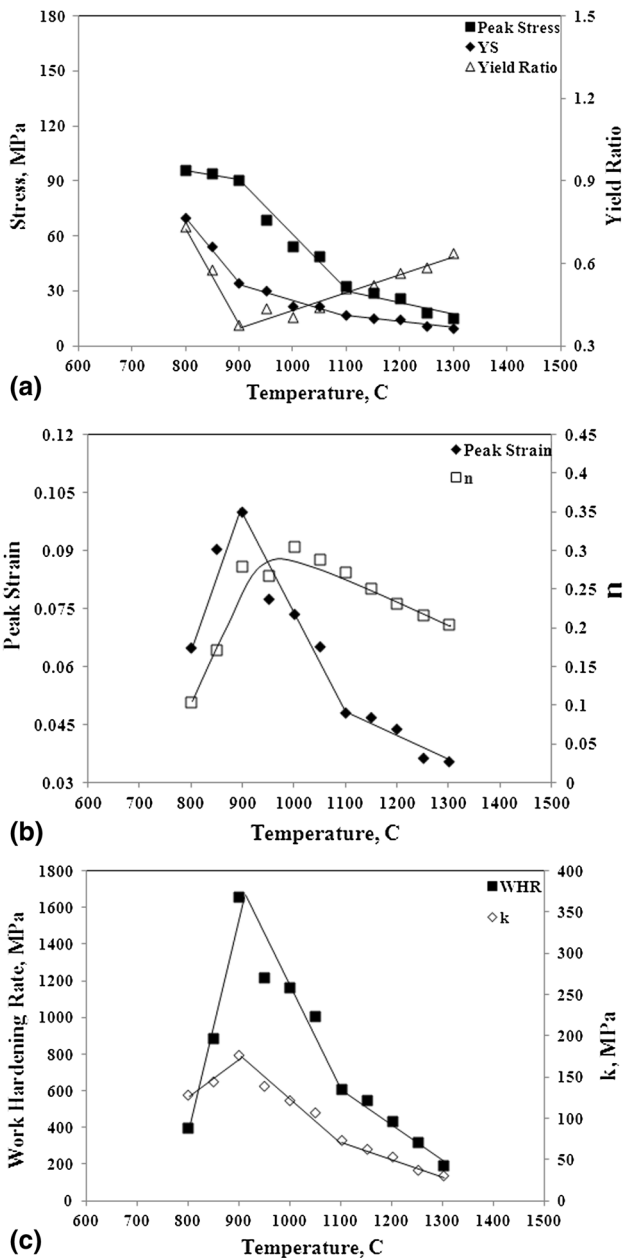 180
150
120
90
60
30
0
Stress, MPa
1.5
1.2
0.9
0.6
0.3
Yield Ratio
Peak Stress
YS
Yield Ratio
600 700 800 900 1000 1100 1200 1300 1400 1500
Temperature, C
(a)
0.12
0.105
0.09
0.075
0.06
0.045
0.03
Peak Strain
0.45
0.4
0.35
0.3
0.25
0.2
0.15
0.1
0.05
0
n
Peak Strain
n
600 700 800 900 1000 1100 1200 1300 1400 1500
Temperature, C
(b)
1800
1600
1400
1200
1000
800
600
400
200
0
Work Hardening Rate, MPa
400
350
300
250
200
150
100
50
0
k, MPa
WHR
k
600 700 800 900 1000 1100 1200 1300 1400 1500
Temperature, C
(c)